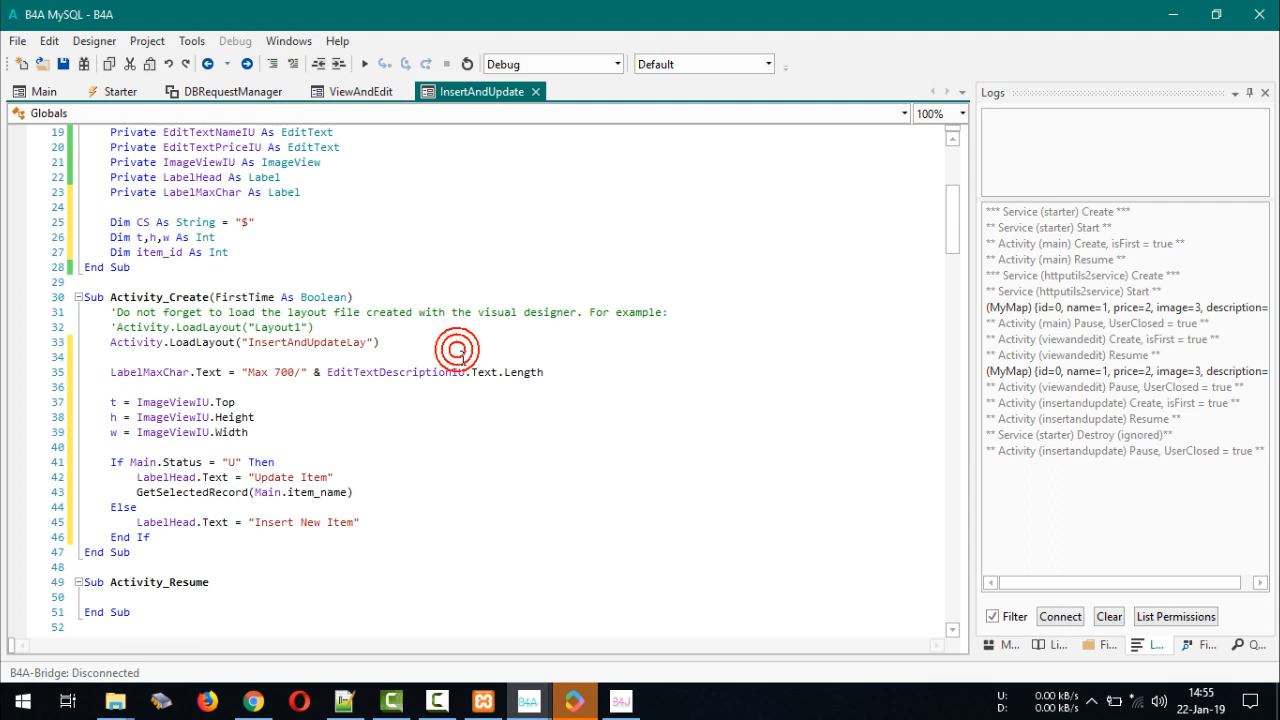 B4A MySQL - B4A
File Edit Designer Project Tools Debug Windows Help
Debug Default
Main Starter DBRequestManager ViewAndEdit InsertAndUpdate
Logs
Globals 100%
19 Private EditTextNameIU As EditText
20 Private EditTextPriceIU As EditText
21 Private ImageViewIU As ImageView
22 Private LabelHead As Label
23 Private LabelMaxChar As Label
24
25 Dim CS As String = "$"
26 Dim t,h,w As Int
27 Dim item_id As Int
28 End Sub
29
30 Sub Activity_Create(FirstTime As Boolean)
31 'Do not forget to load the layout file created with the visual designer. For example:
32 'Activity.LoadLayout("Layout1")
33 Activity.LoadLayout("InsertAndUpdateLay")
34
35 LabelMaxChar.Text = "Max 700/" & EditTextDescriptionIU.Text.Length
36
37 t = ImageViewIU.Top
38 h = ImageViewIU.Height
39 w = ImageViewIU.Width
40
41 If Main.Status = "U" Then
42 LabelHead.Text = "Update Item"
43 GetSelectedRecord(Main.item_name)
44 Else
45 LabelHead.Text = "Insert New Item"
46 End If
47 End Sub
48
49 Sub Activity_Resume
50
51 End Sub
52
*** Service (starter) Create ***
** Service (starter) Start **
** Activity (main) Create, isFirst = true **
** Activity (main) Resume **
*** Service (httputils2service) Create ***
** Service (httputils2service) Start **
(MyMap) {id=0, name=1, price=2, image=3, description=
** Activity (main) Pause, UserClosed = true **
** Activity (viewandedit) Create, isFirst = true **
** Activity (viewandedit) Resume **
(MyMap) {id=0, name=1, price=2, image=3, description=
** Activity (viewandedit) Pause, UserClosed = true **
** Activity (insertandupdate) Create, isFirst = true **
** Activity (insertandupdate) Resume **
** Service (starter) Destroy (ignored)**
** Activity (insertandupdate) Pause, UserClosed = true **
Filter Connect Clear List Permissions
M... Li... Fi... L... Fi... Q...
B4A-Bridge: Disconnected
B4A B4J
U: 0.00 kB/s 0.00 kB/s
D: 0.00 kB/s 0.00 kB/s
14:55
22-Jan-19